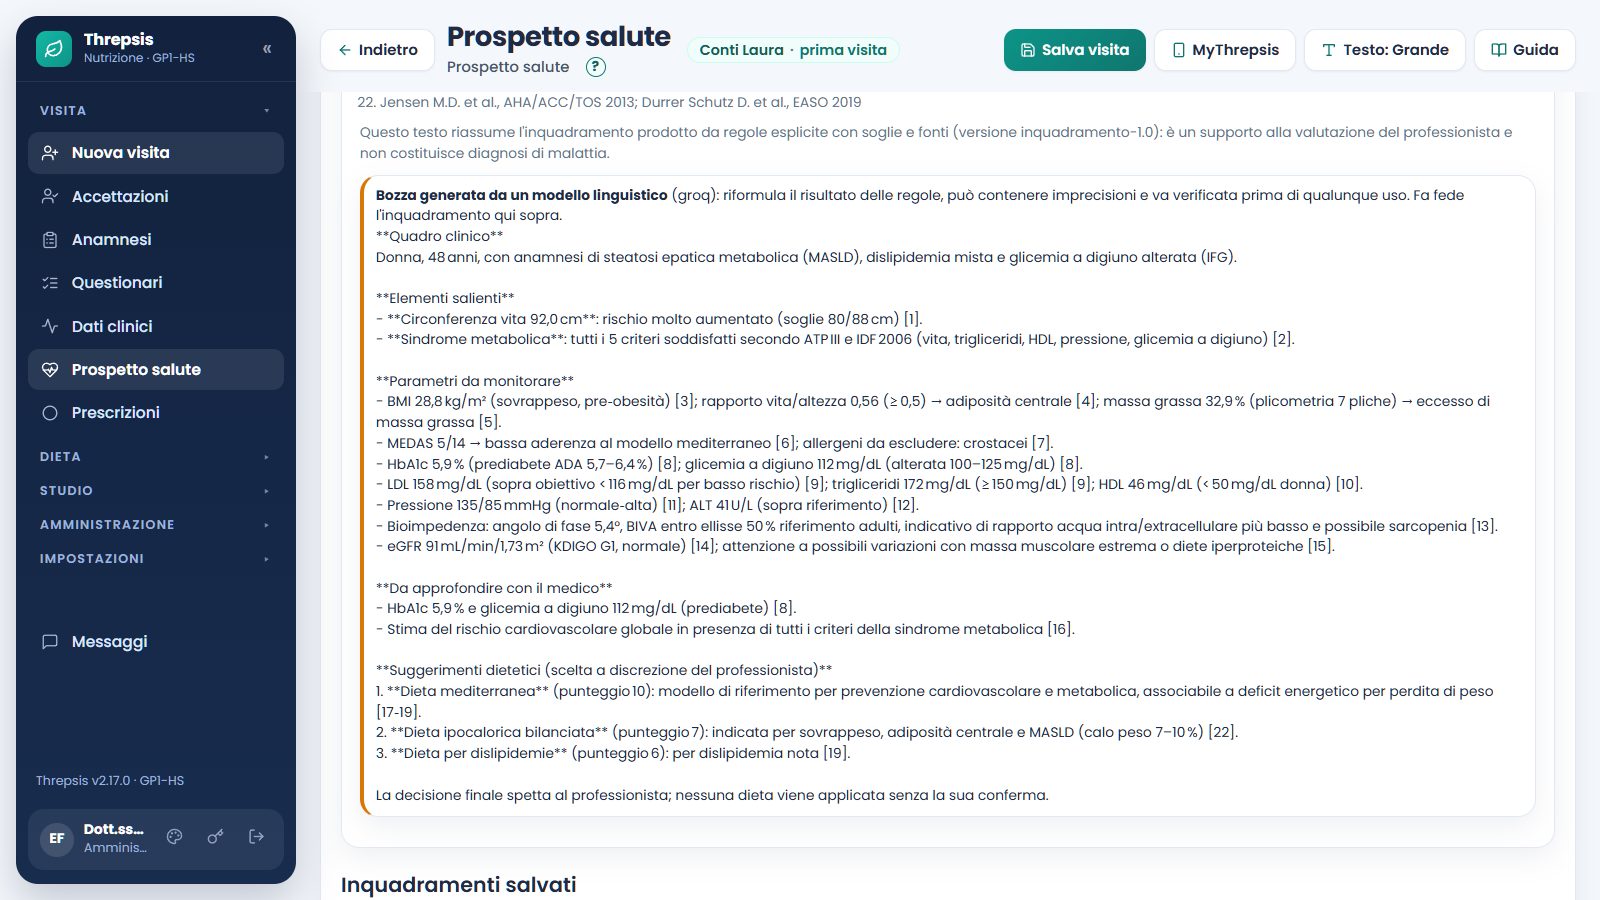 Threpsis
Nutrizione · GP1-HS
«
VISITA
Nuova visita
Accettazioni
Anamnesi
Questionari
Dati clinici
Prospetto salute
Prescrizioni
DIETA
STUDIO
AMMINISTRAZIONE
IMPOSTAZIONI
Messaggi
Threpsis v2.17.0 · GP1-HS
EF
Dott.ss...
Amminis...
Indietro
Prospetto salute
Prospetto salute ?
Conti Laura · prima visita
Salva visita
MyThrepsis
Testo: Grande
Guida
22. Jensen M.D. et al., AHA/ACC/TOS 2013; Durrer Schutz D. et al., EASO 2019
Questo testo riassume l'inquadramento prodotto da regole esplicite con soglie e fonti (versione inquadramento-1.0): è un supporto alla valutazione del professionista e
non costituisce diagnosi di malattia.
Bozza generata da un modello linguistico (groq): riformula il risultato delle regole, può contenere imprecisioni e va verificata prima di qualunque uso. Fa fede
l'inquadramento qui sopra.
**Quadro clinico**
Donna, 48 anni, con anamnesi di steatosi epatica metabolica (MASLD), dislipidemia mista e glicemia a digiuno alterata (IFG).
**Elementi salienti**
- **Circonferenza vita 92,0 cm**: rischio molto aumentato (soglie 80/88 cm) [1].
- **Sindrome metabolica**: tutti i 5 criteri soddisfatti secondo ATP III e IDF 2006 (vita, trigliceridi, HDL, pressione, glicemia a digiuno) [2].
**Parametri da monitorare**
- BMI 28,8 kg/m² (sovrappeso, pre-obesità) [3]; rapporto vita/altezza 0,56 (≥ 0,5) → adiposità centrale [4]; massa grassa 32,9 % (plicometria 7 pliche) → eccesso di
massa grassa [5].
- MEDAS 5/14 → bassa aderenza al modello mediterraneo [6]; allergeni da escludere: crostacei [7].
- HbA1c 5,9 % (prediabete ADA 5,7–6,4 %) [8]; glicemia a digiuno 112 mg/dL (alterata 100–125 mg/dL) [8].
- LDL 158 mg/dL (sopra obiettivo < 116 mg/dL per basso rischio) [9]; trigliceridi 172 mg/dL (≥ 150 mg/dL) [9]; HDL 46 mg/dL (< 50 mg/dL donna) [10].
- Pressione 135/85 mmHg (normale-alta) [11]; ALT 41 U/L (sopra riferimento) [12].
- Bioimpedenza: angolo di fase 5,4°, BIVA entro ellisse 50 % riferimento adulti, indicativo di rapporto acqua intra/extracellulare più basso e possibile sarcopenia [13].
- eGFR 91 mL/min/1,73 m² (KDIGO G1, normale) [14]; attenzione a possibili variazioni con massa muscolare estrema o diete iperproteiche [15].
**Da approfondire con il medico**
- HbA1c 5,9 % e glicemia a digiuno 112 mg/dL (prediabete) [8].
- Stima del rischio cardiovascolare globale in presenza di tutti i criteri della sindrome metabolica [16].
**Suggerimenti dietetici (scelta a discrezione del professionista)**
1. **Dieta mediterranea** (punteggio 10): modello di riferimento per prevenzione cardiovascolare e metabolica, associabile a deficit energetico per perdita di peso
[17-19].
2. **Dieta ipocalorica bilanciata** (punteggio 7): indicata per sovrappeso, adiposità centrale e MASLD (calo peso 7–10 %) [22].
3. **Dieta per dislipidemie** (punteggio 6): per dislipidemia nota [19].
La decisione finale spetta al professionista; nessuna dieta viene applicata senza la sua conferma.
Inquadramenti salvati